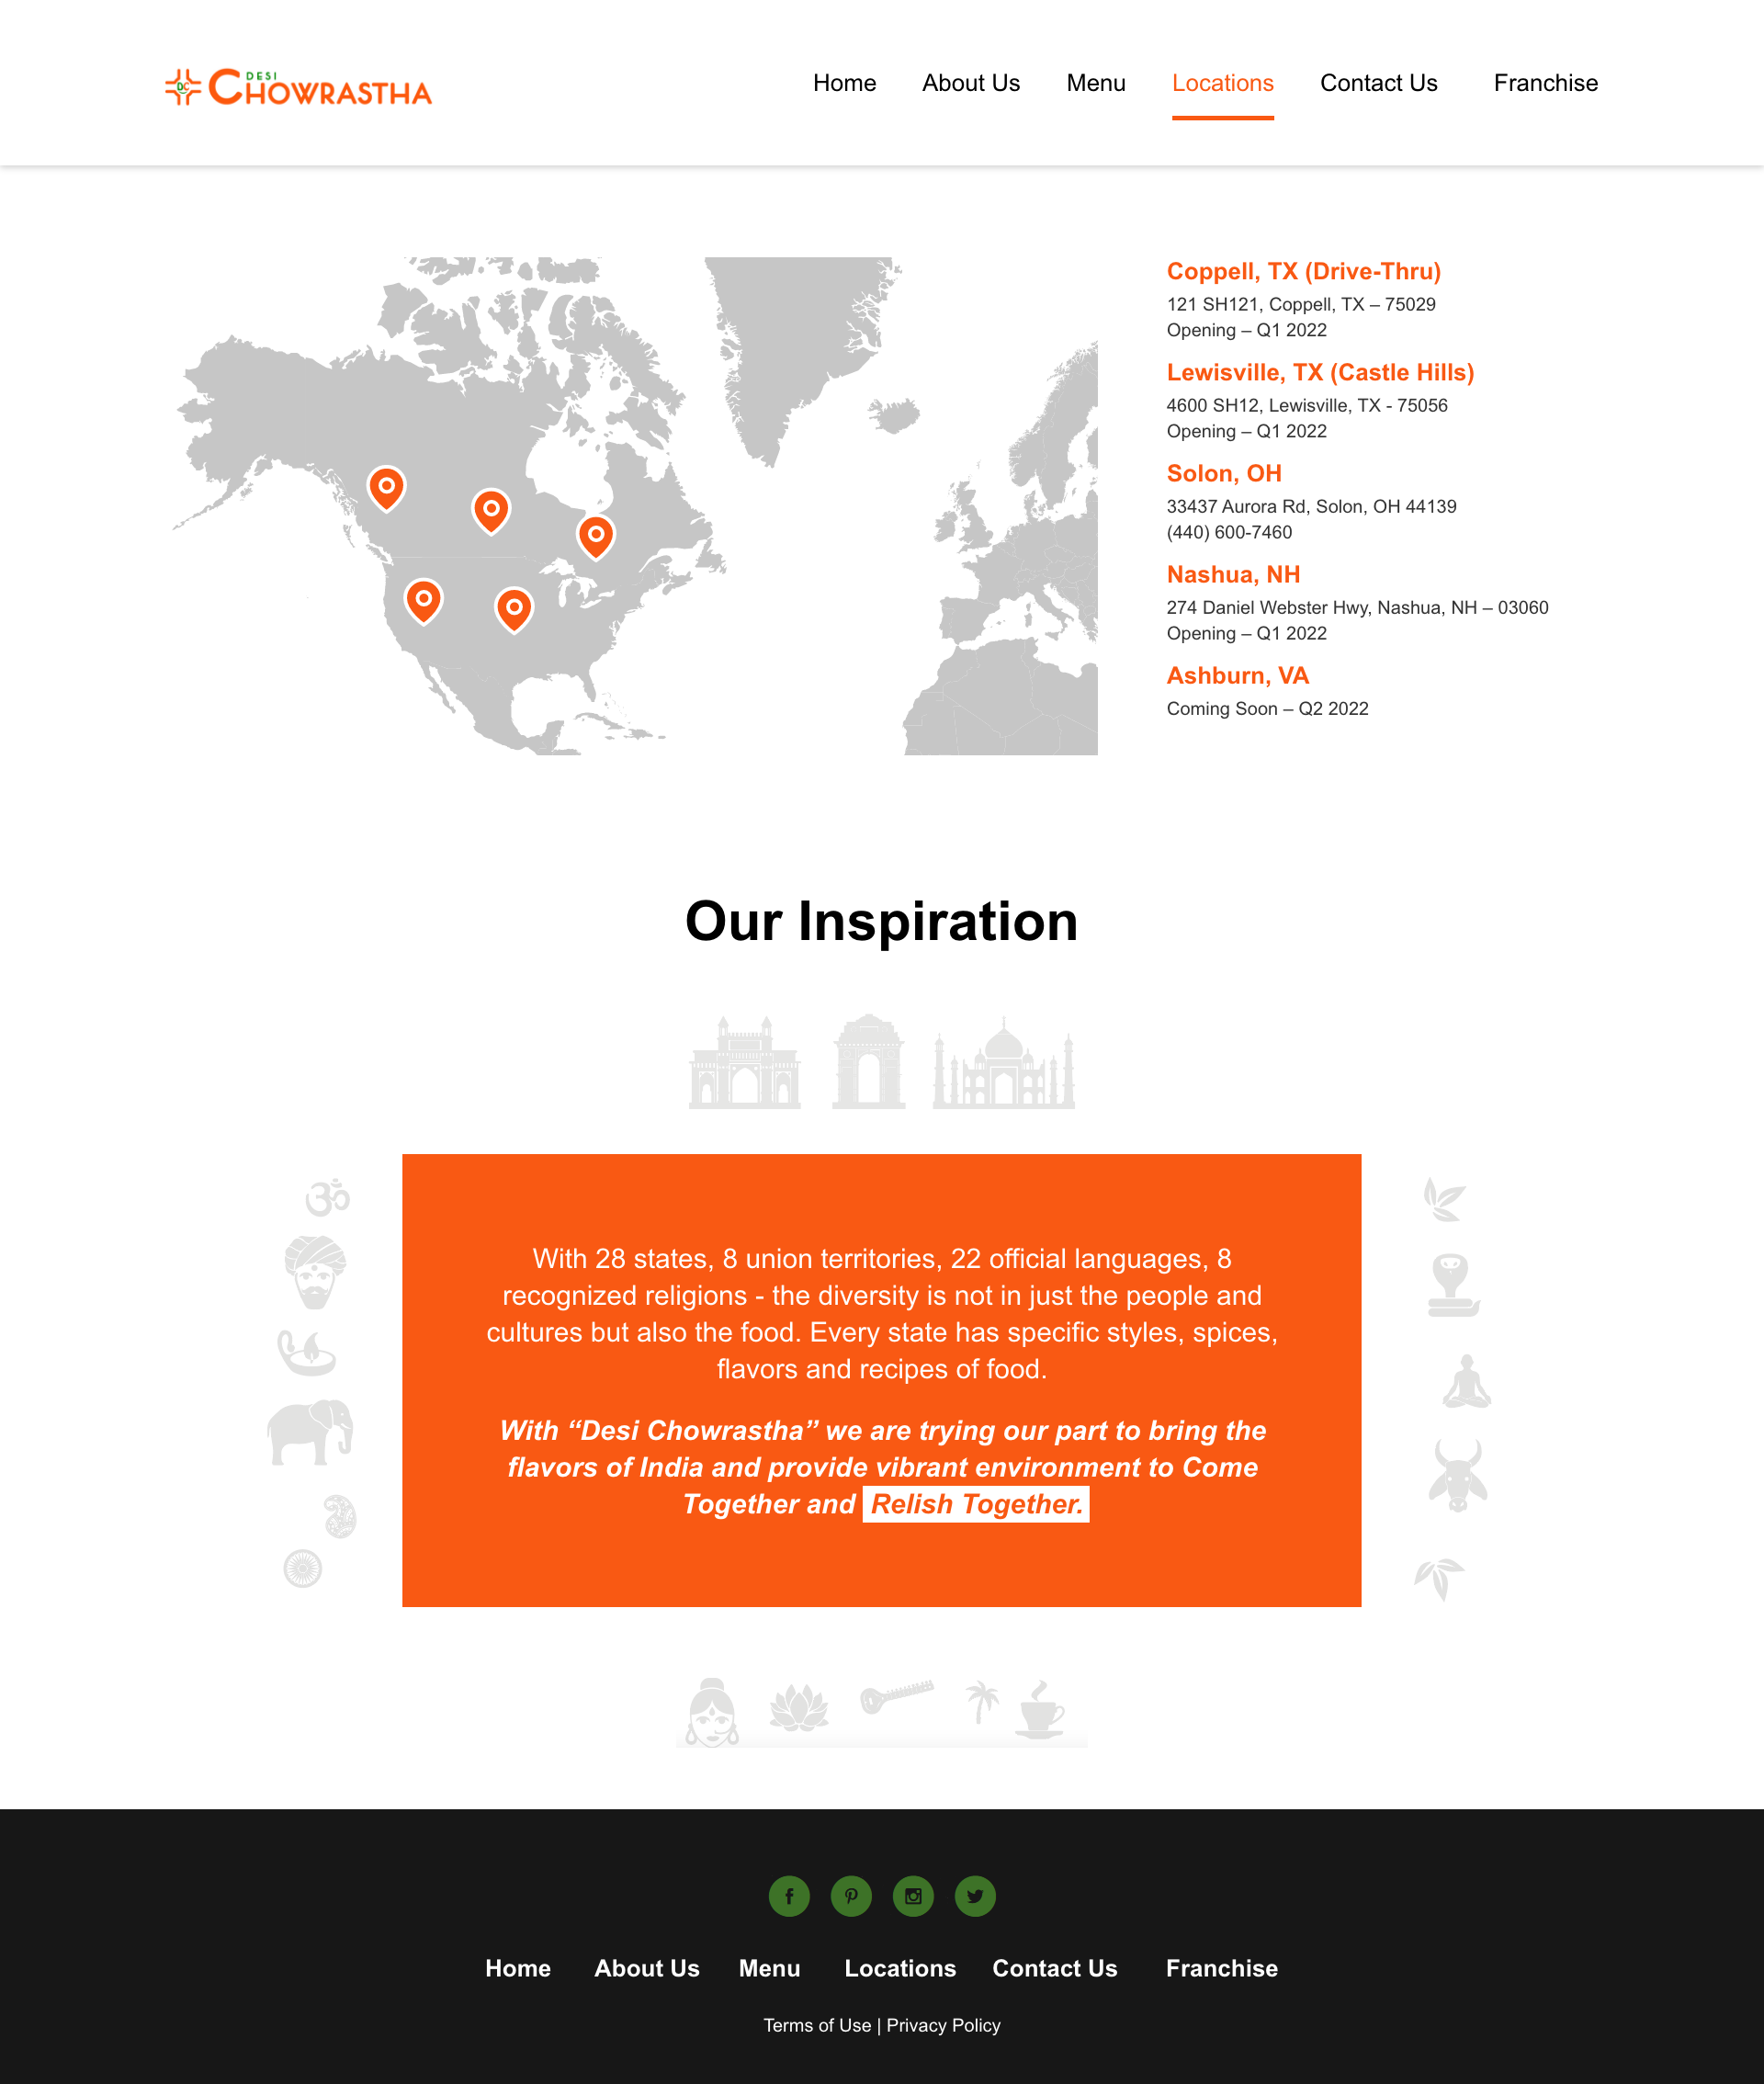 DC DESI CHOWRASTHA
Home About Us Menu Locations Contact Us Franchise
Coppell, TX (Drive-Thru)
121 SH121, Coppell, TX – 75029
Opening – Q1 2022
Lewisville, TX (Castle Hills)
4600 SH12, Lewisville, TX - 75056
Opening – Q1 2022
Solon, OH
33437 Aurora Rd, Solon, OH 44139
(440) 600-7460
Nashua, NH
274 Daniel Webster Hwy, Nashua, NH – 03060
Opening – Q1 2022
Ashburn, VA
Coming Soon – Q2 2022
Our Inspiration
ॐ
With 28 states, 8 union territories, 22 official languages, 8
recognized religions - the diversity is not in just the people and
cultures but also the food. Every state has specific styles, spices,
flavors and recipes of food.
With “Desi Chowrastha” we are trying our part to bring the
flavors of India and provide vibrant environment to Come
Together and Relish Together.
Home About Us Menu Locations Contact Us Franchise
Terms of Use | Privacy Policy